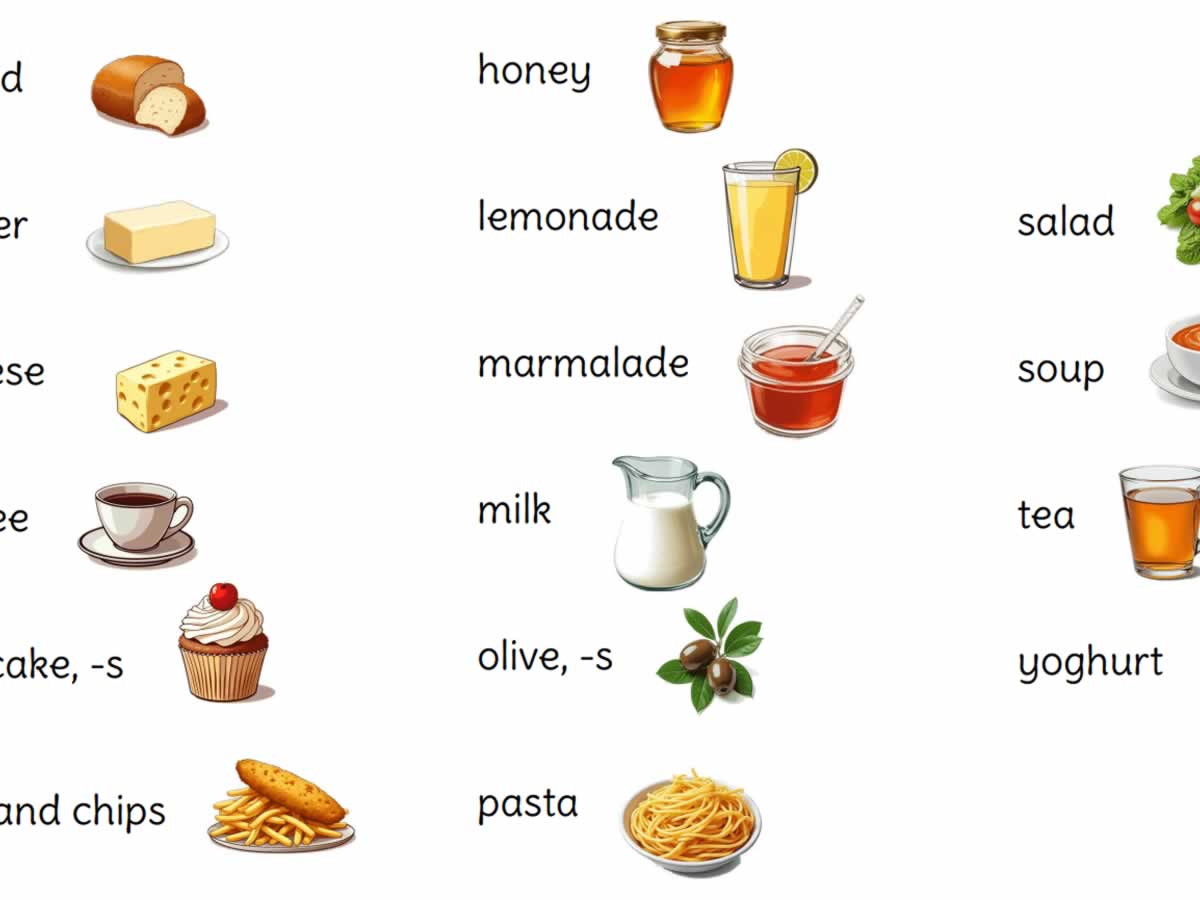 d
er
ese
ee
cake, -s
and chips
honey
lemonade
marmalade
milk
olive, -s
pasta
salad
soup
tea
yoghurt